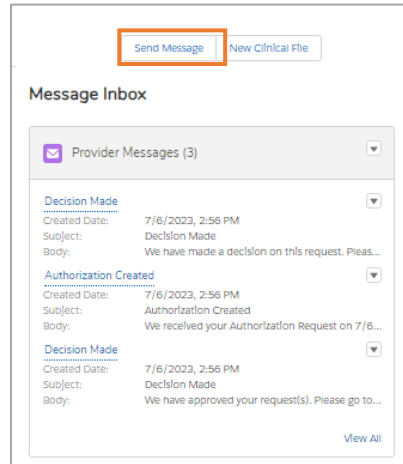 Send Message New Clinical File
Message Inbox
Provider Messages (3)
Decision Made
Created Date: 7/6/2023, 2:56 PM
Subject: Decision Made
Body: We have made a decision on this request. Pleas...
Authorization Created
Created Date: 7/6/2023, 2:56 PM
Subject: Authorization Created
Body: We received your Authorization Request on 7/6...
Decision Made
Created Date: 7/6/2023, 2:56 PM
Subject: Decision Made
Body: We have approved your request(s). Please go to...
View All